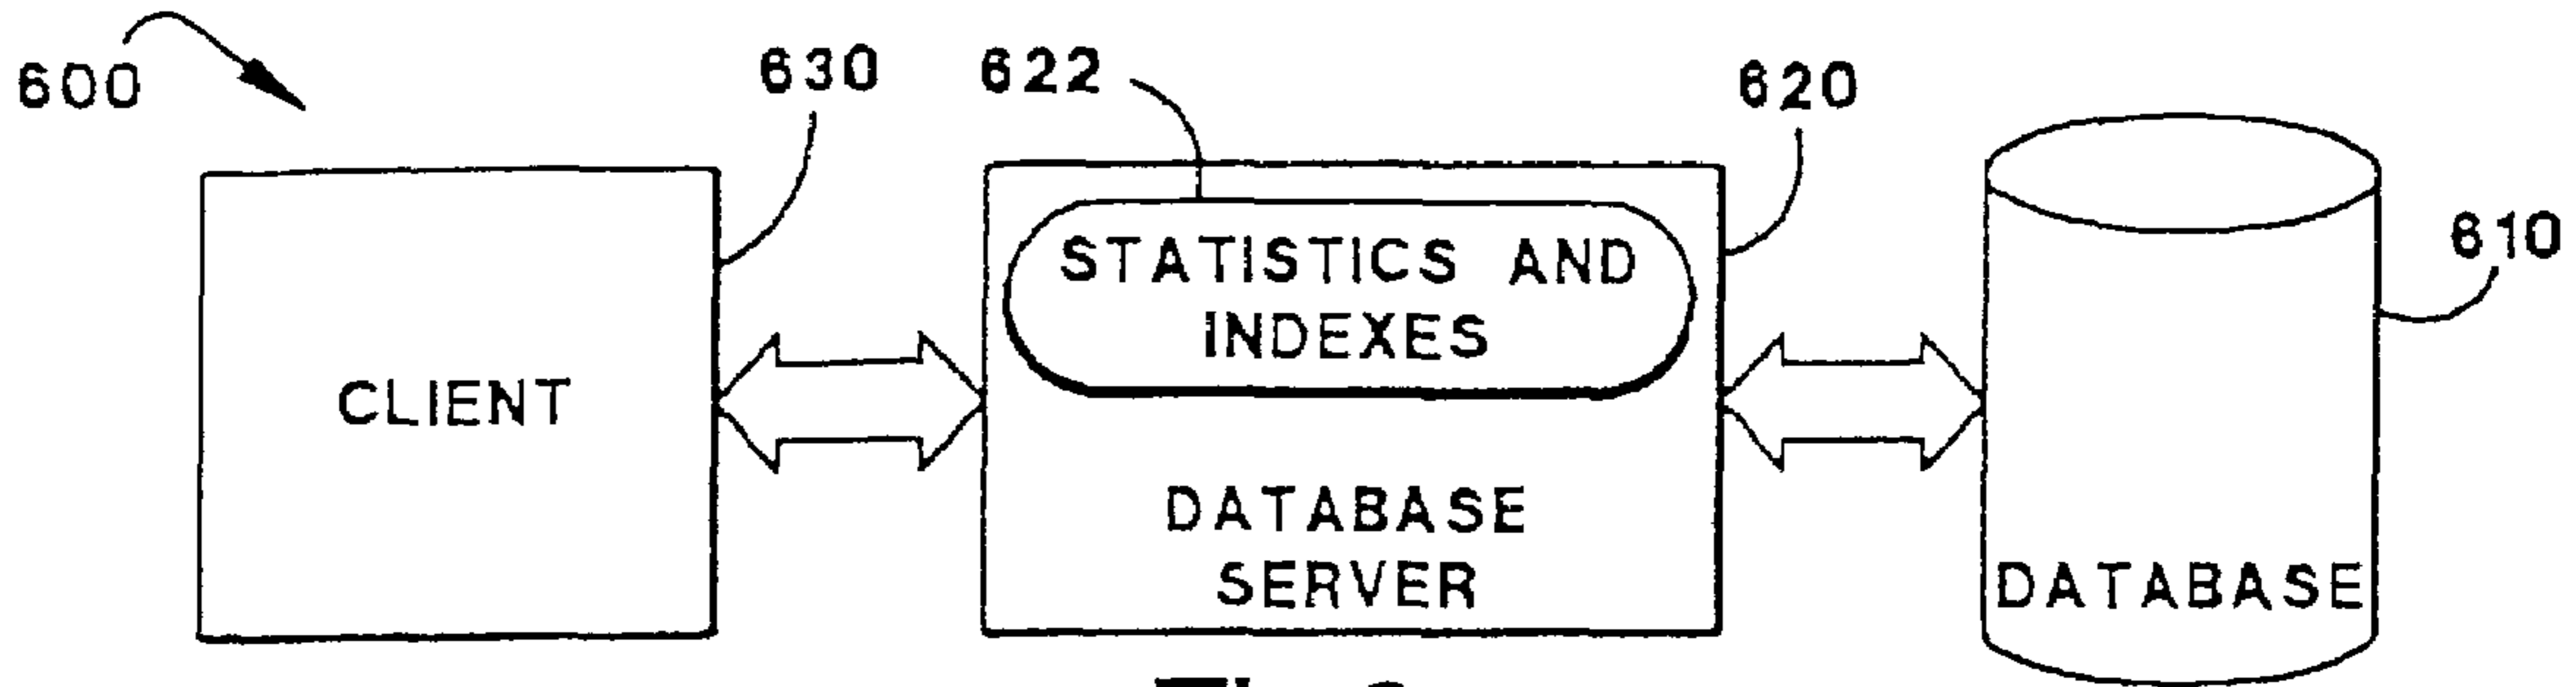 600
630
622
620
610
STATISTICS AND
INDEXES
CLIENT
DATABASE
SERVER
DATABASE